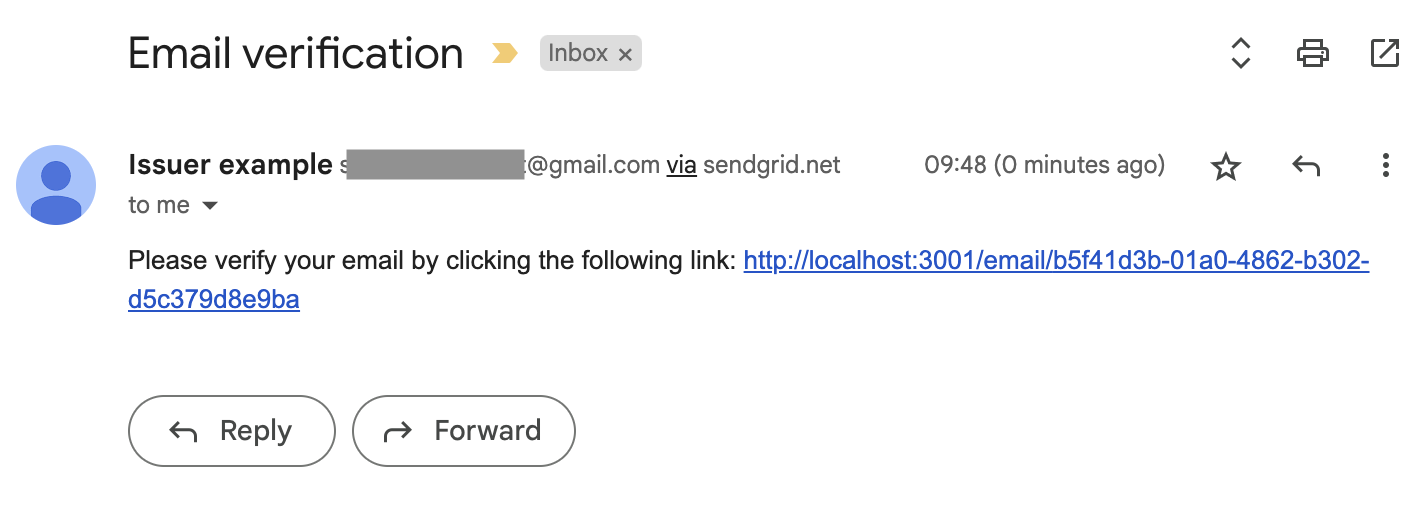 Email verification Inbox ×
Issuer example @gmail.com via sendgrid.net 09:48 (0 minutes ago)
to me
Please verify your email by clicking the following link: http://localhost:3001/email/b5f41d3b-01a0-4862-b302-
d5c379d8e9ba
Reply Forward